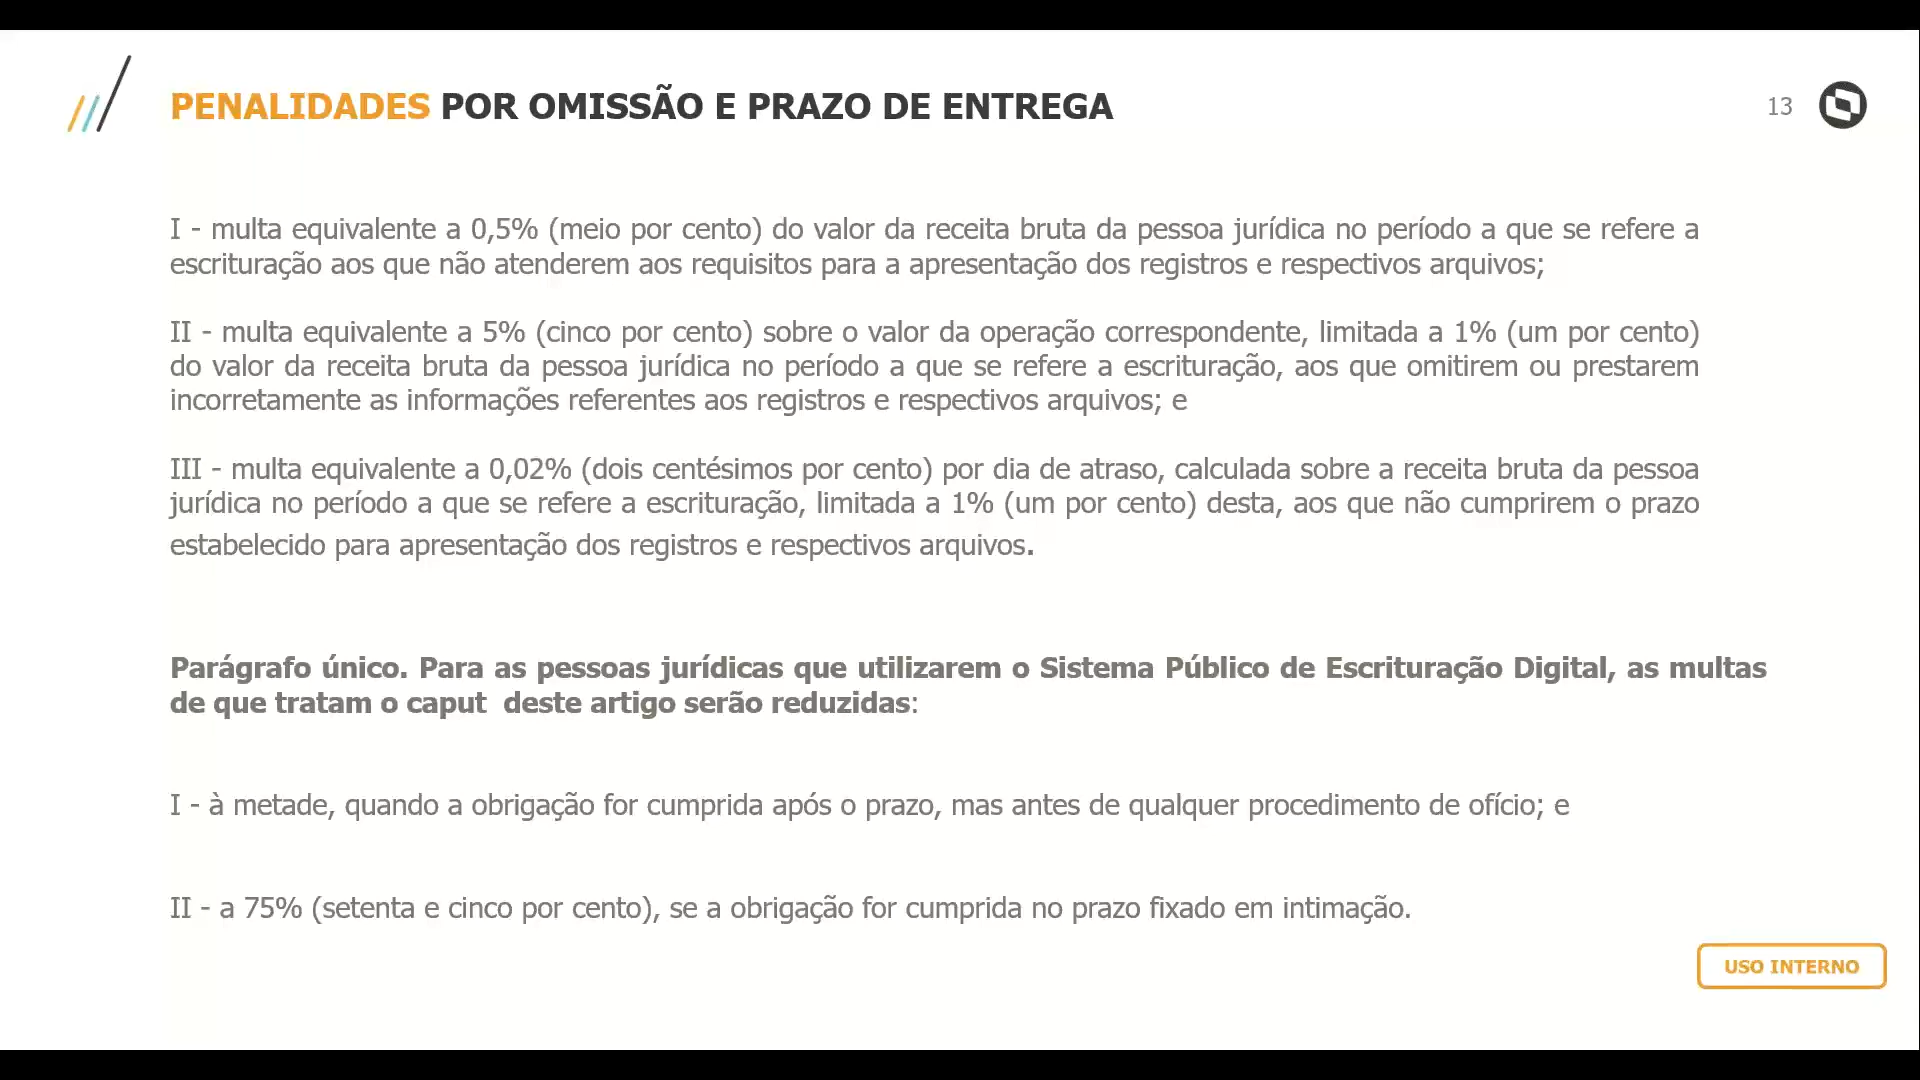 PENALIDADES POR OMISSÃO E PRAZO DE ENTREGA
13
I - multa equivalente a 0,5% (meio por cento) do valor da receita bruta da pessoa jurídica no período a que se refere a
escrituração aos que não atenderem aos requisitos para a apresentação dos registros e respectivos arquivos;
II - multa equivalente a 5% (cinco por cento) sobre o valor da operação correspondente, limitada a 1% (um por cento)
do valor da receita bruta da pessoa jurídica no período a que se refere a escrituração, aos que omitirem ou prestarem
incorretamente as informações referentes aos registros e respectivos arquivos; e
III - multa equivalente a 0,02% (dois centésimos por cento) por dia de atraso, calculada sobre a receita bruta da pessoa
jurídica no período a que se refere a escrituração, limitada a 1% (um por cento) desta, aos que não cumprirem o prazo
estabelecido para apresentação dos registros e respectivos arquivos.
Parágrafo único. Para as pessoas jurídicas que utilizarem o Sistema Público de Escrituração Digital, as multas
de que tratam o caput  deste artigo serão reduzidas:
I - à metade, quando a obrigação for cumprida após o prazo, mas antes de qualquer procedimento de ofício; e
II - a 75% (setenta e cinco por cento), se a obrigação for cumprida no prazo fixado em intimação.
USO INTERNO